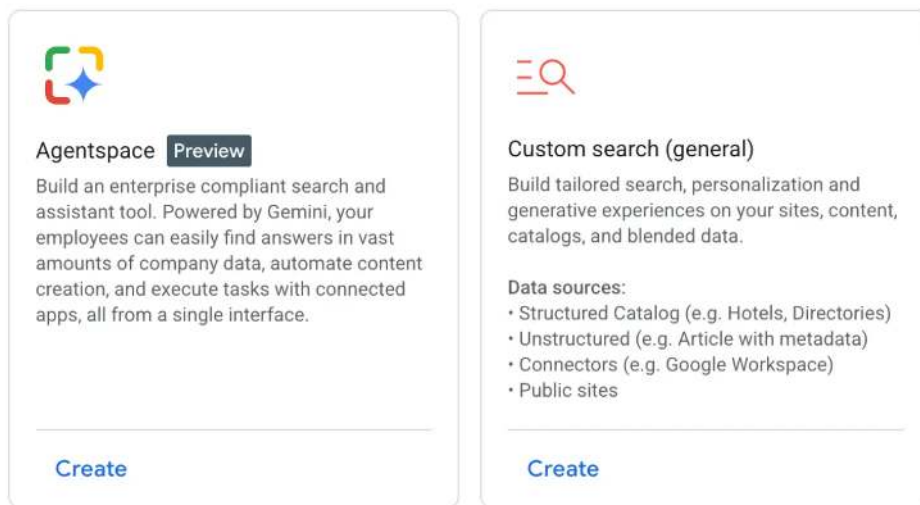 Agentspace Preview
Build an enterprise compliant search and
assistant tool. Powered by Gemini, your
employees can easily find answers in vast
amounts of company data, automate content
creation, and execute tasks with connected
apps, all from a single interface.
Create
Custom search (general)
Build tailored search, personalization and
generative experiences on your sites, content,
catalogs, and blended data.
Data sources:
• Structured Catalog (e.g. Hotels, Directories)
• Unstructured (e.g. Article with metadata)
• Connectors (e.g. Google Workspace)
• Public sites
Create